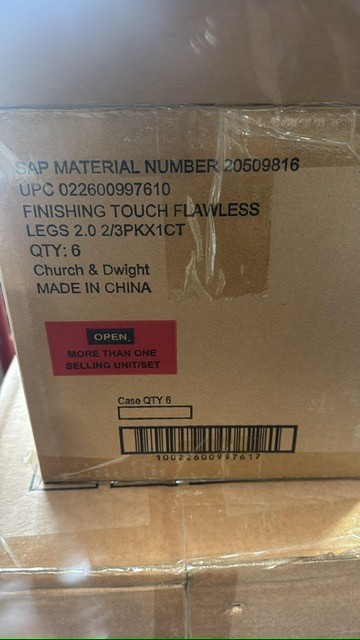 SAP MATERIAL NUMBER 20509816
UPC 022600997610
FINISHING TOUCH FLAWLESS
LEGS 2.0 2/3PKX1CT
QTY: 6
Church & Dwight
MADE IN CHINA
OPEN
MORE THAN ONE
SELLING UNIT/SET
Case QTY 6
10022600997617